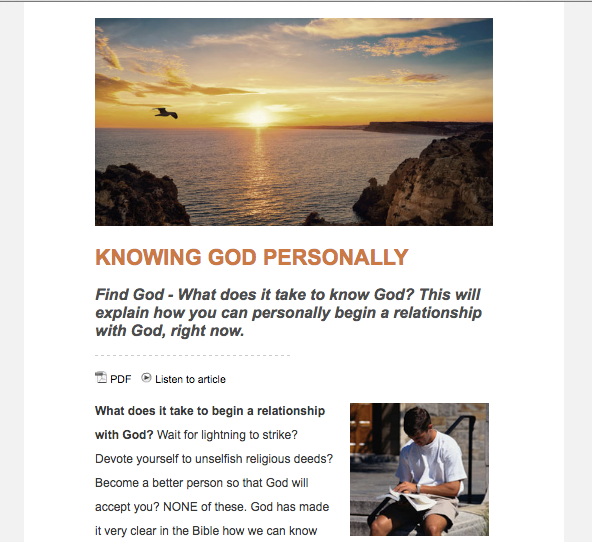 KNOWING GOD PERSONALLY
Find God - What does it take to know God? This will
explain how you can personally begin a relationship
with God, right now.
PDF
Listen to article
What does it take to begin a relationship
with God? Wait for lightning to strike?
Devote yourself to unselfish religious deeds?
Become a better person so that God will
accept you? NONE of these. God has made
it very clear in the Bible how we can know